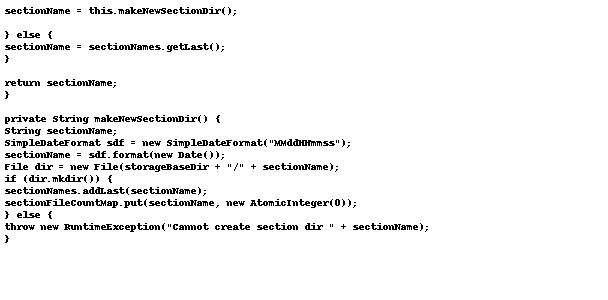 sectionName = this.makeNewSectionDir();
} else {
sectionName = sectionNames.getLast();
}
return sectionName;
}
private String makeNewSectionDir() {
String sectionName;
SimpleDateFormat sdf = new SimpleDateFormat("MMddHHmmss");
sectionName = sdf.format(new Date());
File dir = new File(storageBaseDir + "/" + sectionName);
if (dir.mkdir()) {
sectionNames.addLast(sectionName);
sectionFileCountMap.put(sectionName, new AtomicInteger(0));
} else {
throw new RuntimeException("Cannot create section dir " + sectionName);
}